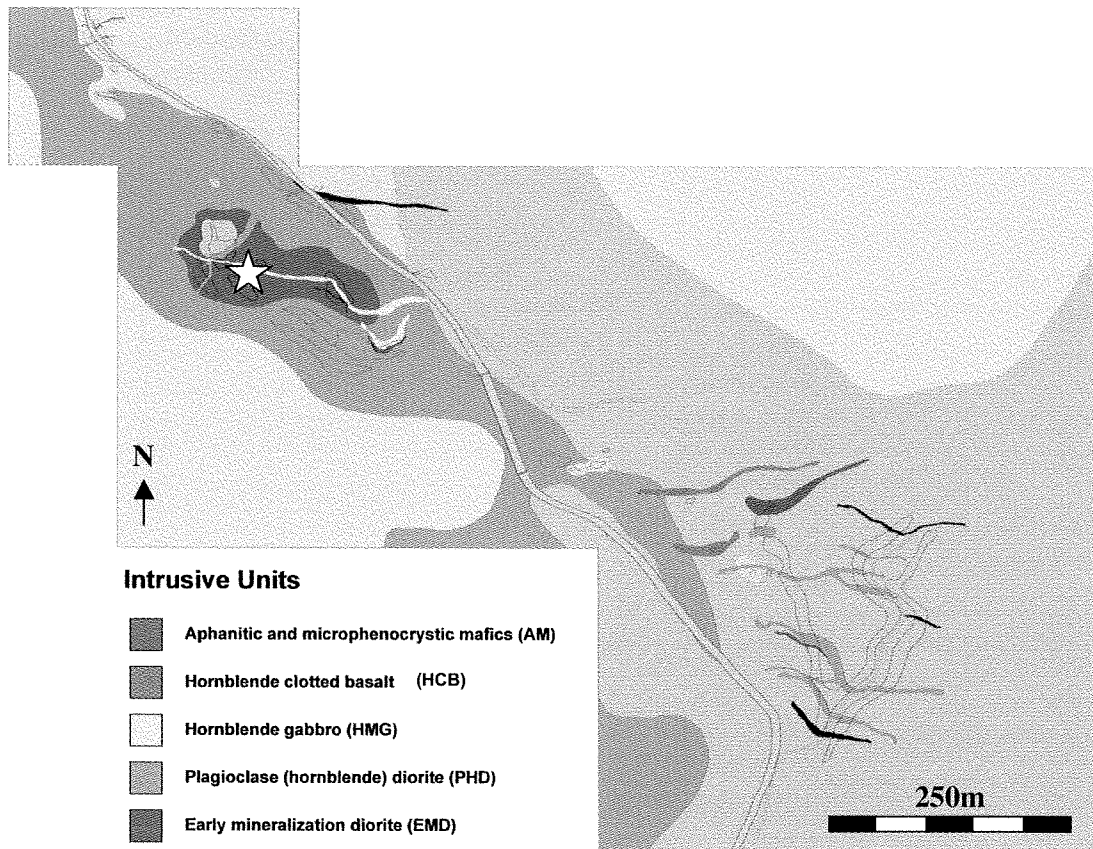 N
Intrusive Units
Aphanitic and microphenocrystic mafics (AM)
Hornblende clotted basalt (HCB)
Hornblende gabbro (HMG)
Plagioclase (hornblende) diorite (PHD)
Early mineralization diorite (EMD)
250m